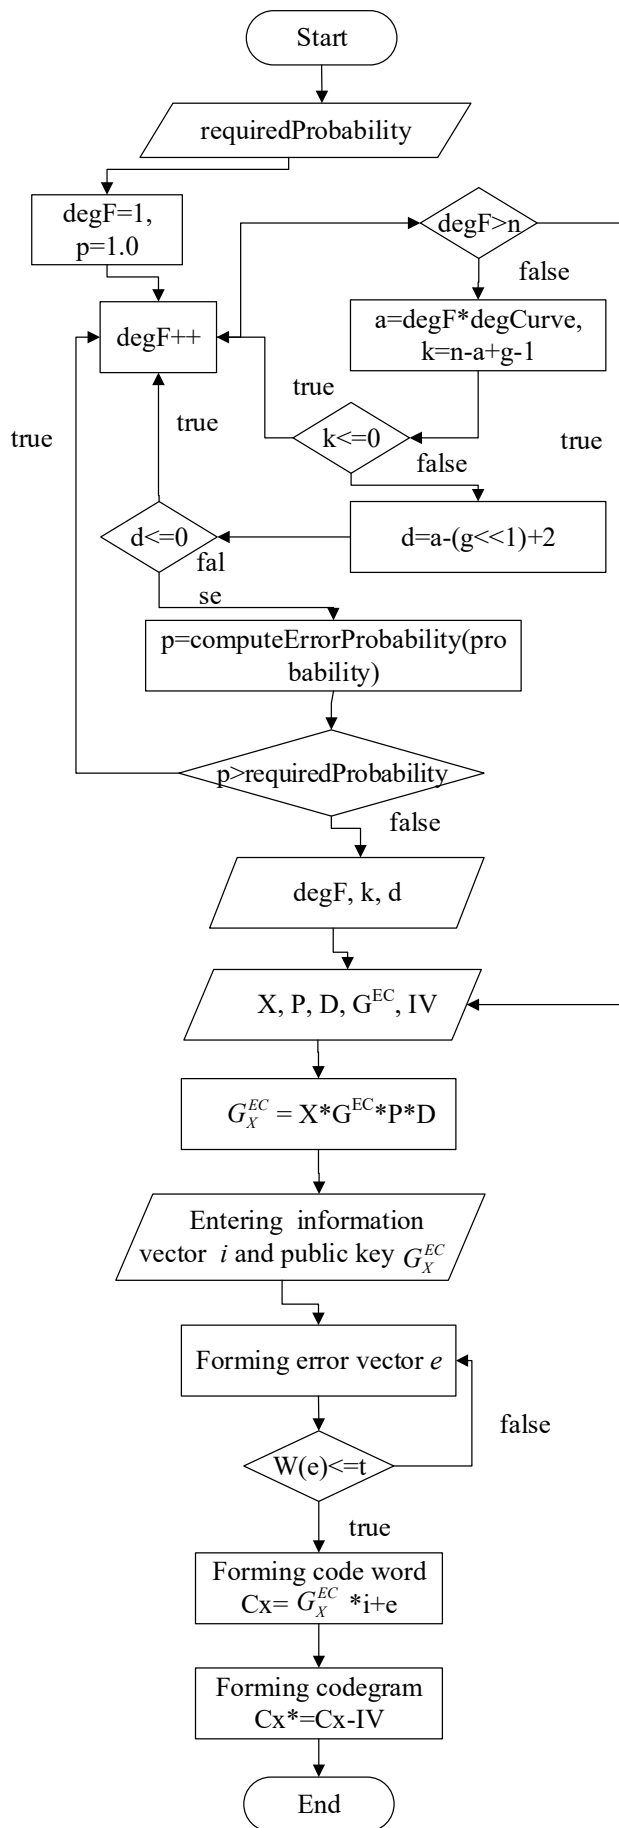 Start
requiredProbability
degF=1,
p=1.0
degF>n
false
degF++
a=degF*degCurve,
k=n-a+g-1
true
true
true
k<=0
true
false
d<=0
d=a-(g<<1)+2
fal
se
p=computeErrorProbability(pro
bability)
p>requiredProbability
false
degF, k, d
X, P, D, G^EC, IV
G_X^EC = X*G^EC*P*D
Entering information
vector i and public key G_X^EC
Forming error vector e
false
W(e)<=t
true
Forming code word
Cx= G_X^EC *i+e
Forming codegram
Cx*=Cx-IV
End